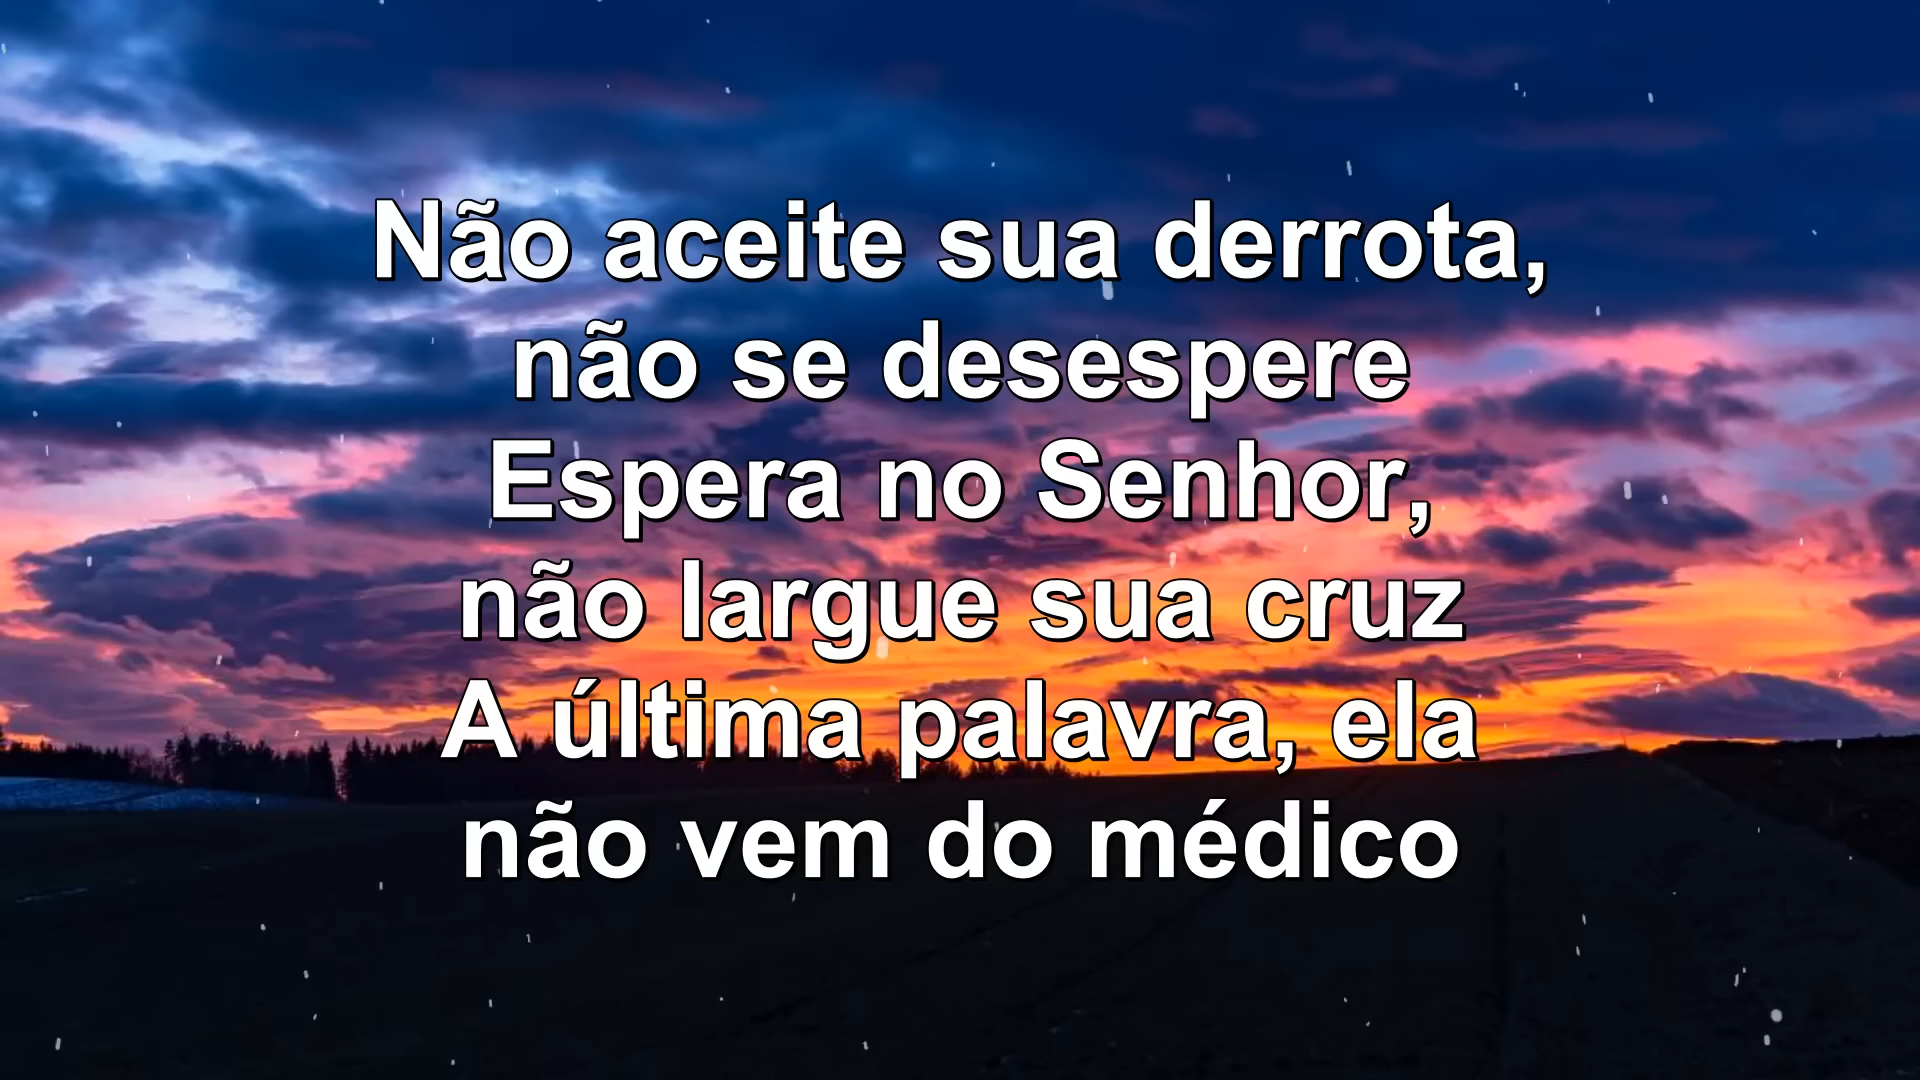 Não aceite sua derrota,
não se desespere
Espera no Senhor,
não largue sua cruz
A última palavra, ela
não vem do médico